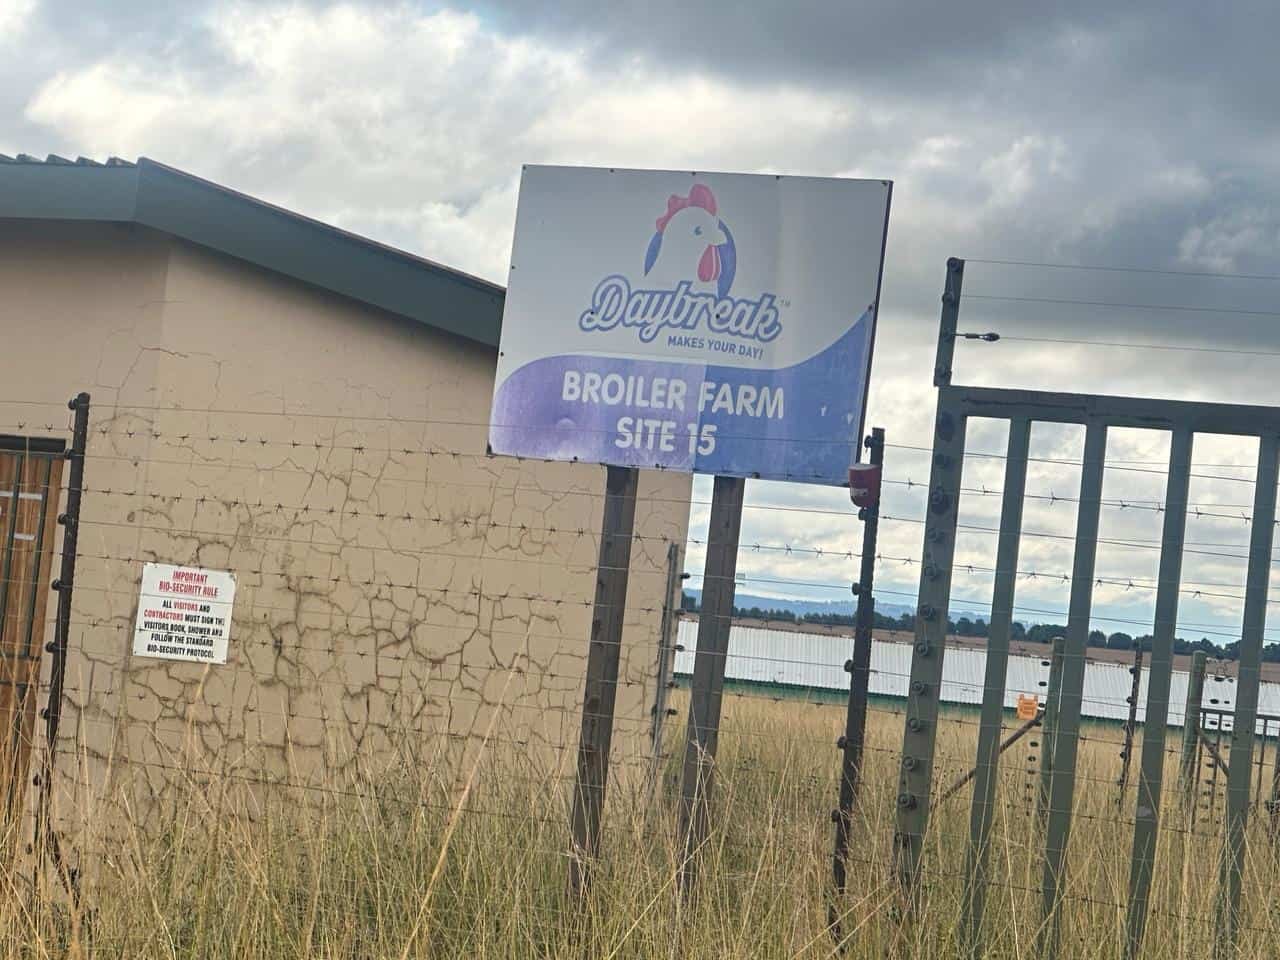 Daybreak™
MAKES YOUR DAY!
BROILER FARM
SITE 15
IMPORTANT
BIO-SECURITY RULE
ALL VISITORS AND
CONTRACTORS MUST SIGN THE
VISITORS BOOK, SHOWER AND
FOLLOW THE STANDARD
BIO-SECURITY PROTOCOL